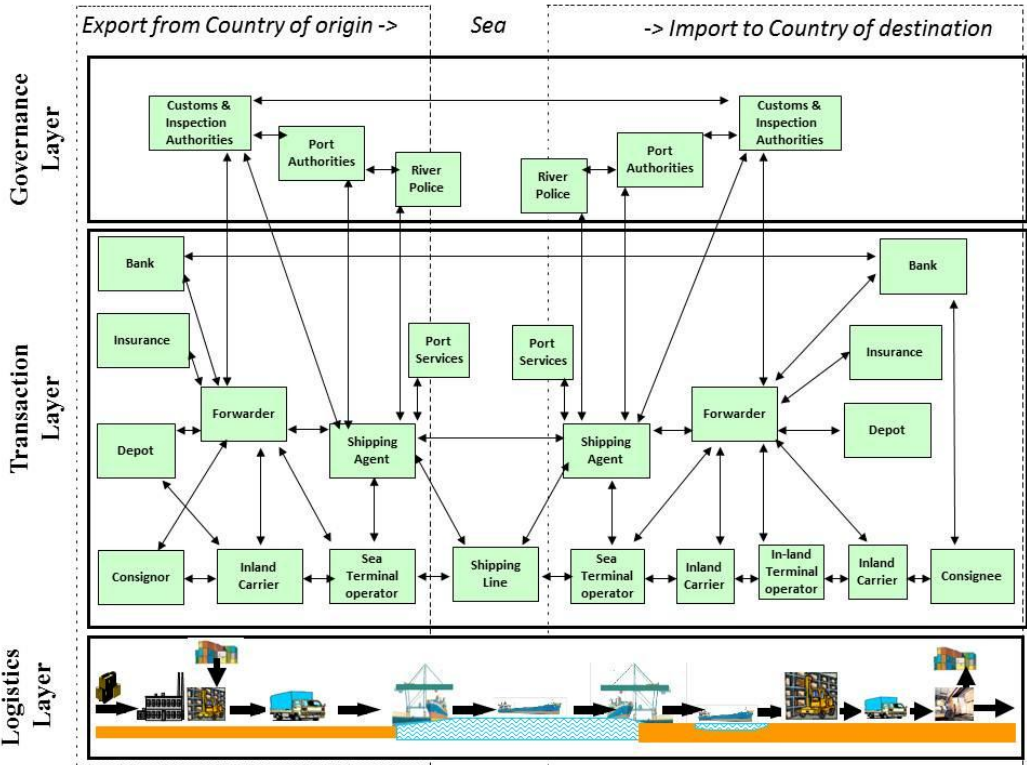 Export from Country of origin ->
Sea
-> Import to Country of destination
Governance
Layer
Customs &
Inspection
Authorities
Port
Authorities
River
Police
River
Police
Port
Authorities
Customs &
Inspection
Authorities
Transaction
Layer
Bank
Bank
Insurance
Port
Services
Port
Services
Insurance
Forwarder
Forwarder
Depot
Shipping
Agent
Shipping
Agent
Depot
Consignor
Inland
Carrier
Sea
Terminal
operator
Shipping
Line
Sea
Terminal
operator
Inland
Carrier
In-land
Terminal
operator
Inland
Carrier
Consignee
Logistics
Layer